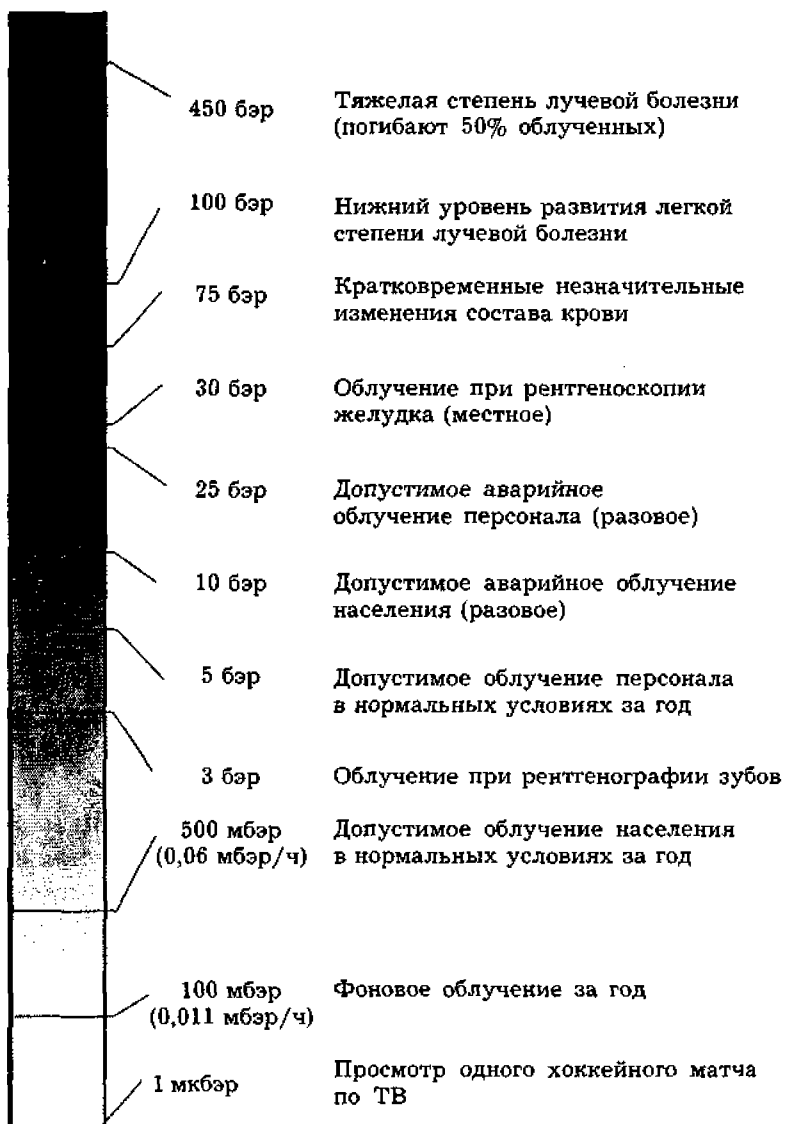 450 бэр Тяжелая степень лучевой болезни
(погибают 50% облученных)
100 бэр Нижний уровень развития легкой
степени лучевой болезни
75 бэр Кратковременные незначительные
изменения состава крови
30 бэр Облучение при рентгеноскопии
желудка (местное)
25 бэр Допустимое аварийное
облучение персонала (разовое)
10 бэр Допустимое аварийное облучение
населения (разовое)
5 бэр Допустимое облучение персонала
в нормальных условиях за год
3 бэр Облучение при рентгенографии зубов
500 мбэр Допустимое облучение населения
(0,06 мбэр/ч) в нормальных условиях за год
100 мбэр Фоновое облучение за год
(0,011 мбэр/ч)
1 мкбэр Просмотр одного хоккейного матча
по ТВ